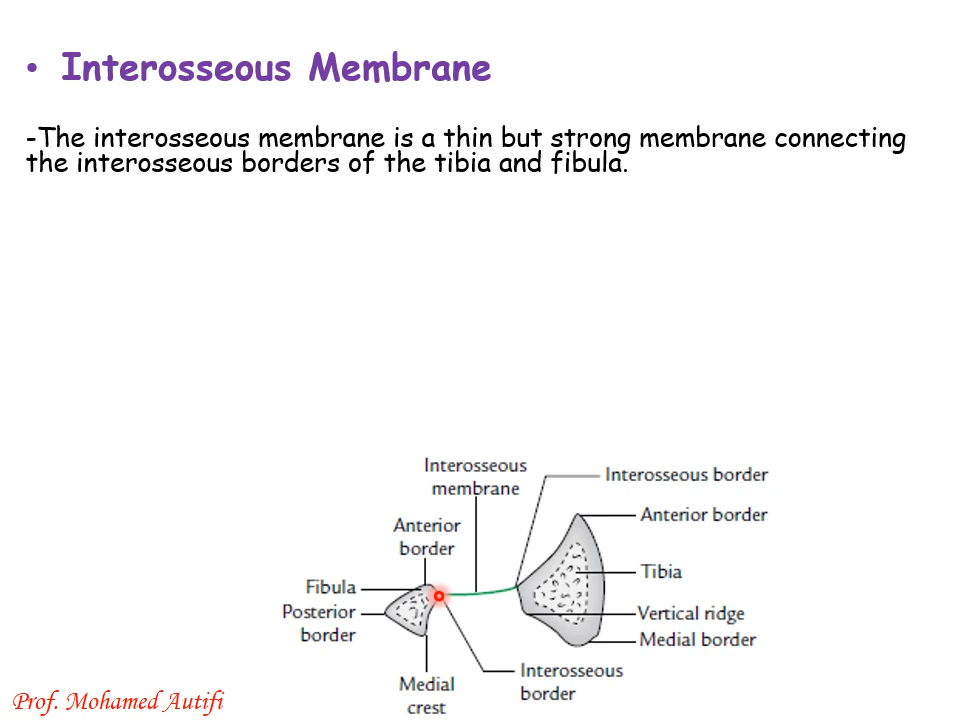 • Interosseous Membrane
-The interosseous membrane is a thin but strong membrane connecting
the interosseous borders of the tibia and fibula.
Interosseous
membrane
Interosseous border
Anterior
border
Anterior border
Fibula
Tibia
Posterior
border
Vertical ridge
Medial border
Medial
crest
Interosseous
border
Prof. Mohamed Autifi